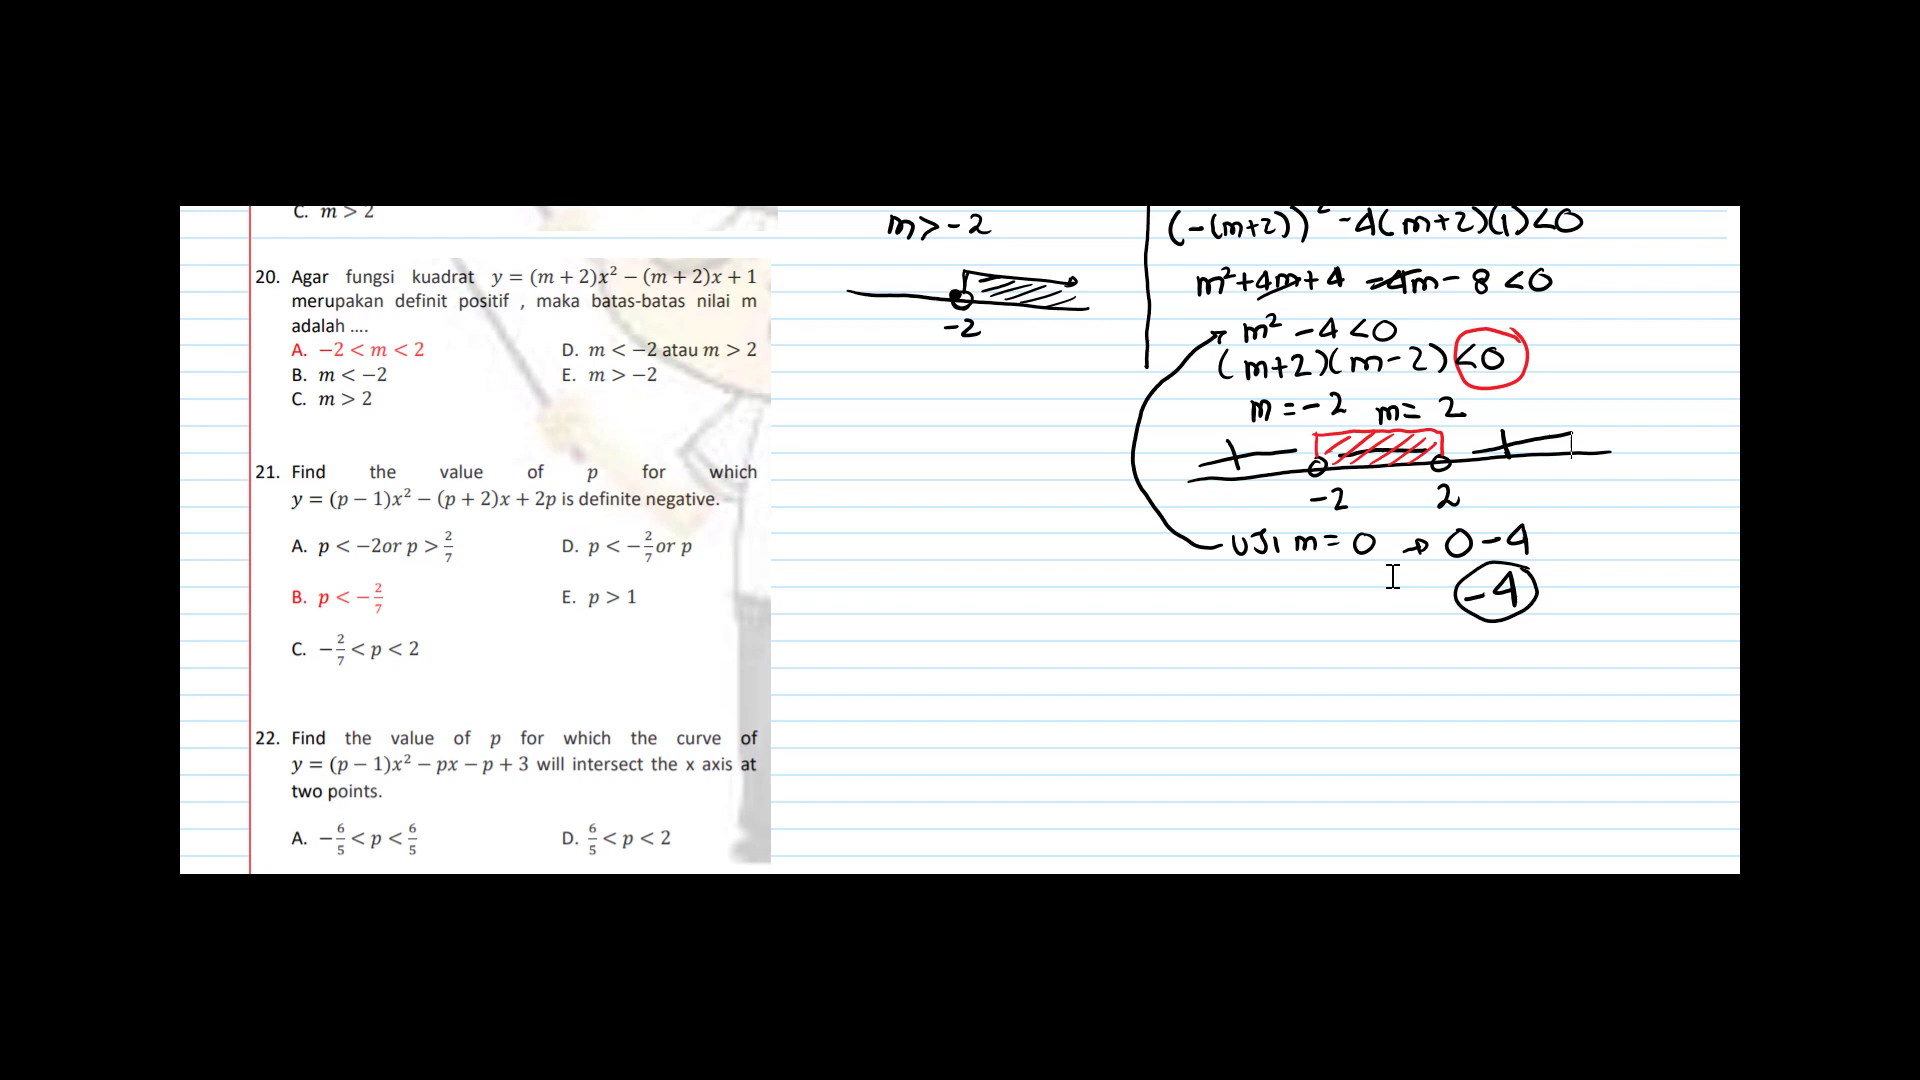 C. m > 2
20. Agar fungsi kuadrat y = (m + 2)x² − (m + 2)x + 1
merupakan definit positif , maka batas-batas nilai m
adalah ....
A. −2 < m < 2
D. m < −2 atau m > 2
B. m < −2
E. m > −2
C. m > 2
21. Find the value of p for which
y = (p − 1)x² − (p + 2)x + 2p is definite negative.
A. p < −2or p > 2/7
D. p < −2/7 or p
B. p < −2/7
E. p > 1
C. −2/7 < p < 2
22. Find the value of p for which the curve of
y = (p − 1)x² − px − p + 3 will intersect the x axis at
two points.
A. −6/5 < p < 6/5
D. 6/5 < p < 2
m > -2
-2
(-(m+2))² -4(m+2)(1)<0
m²+4m+4 -4m-8<0
m² -4<0
(m+2)(m-2)<0
m=-2 m=2
+ - +
-2 2
UJI m=0 → 0-4
-4